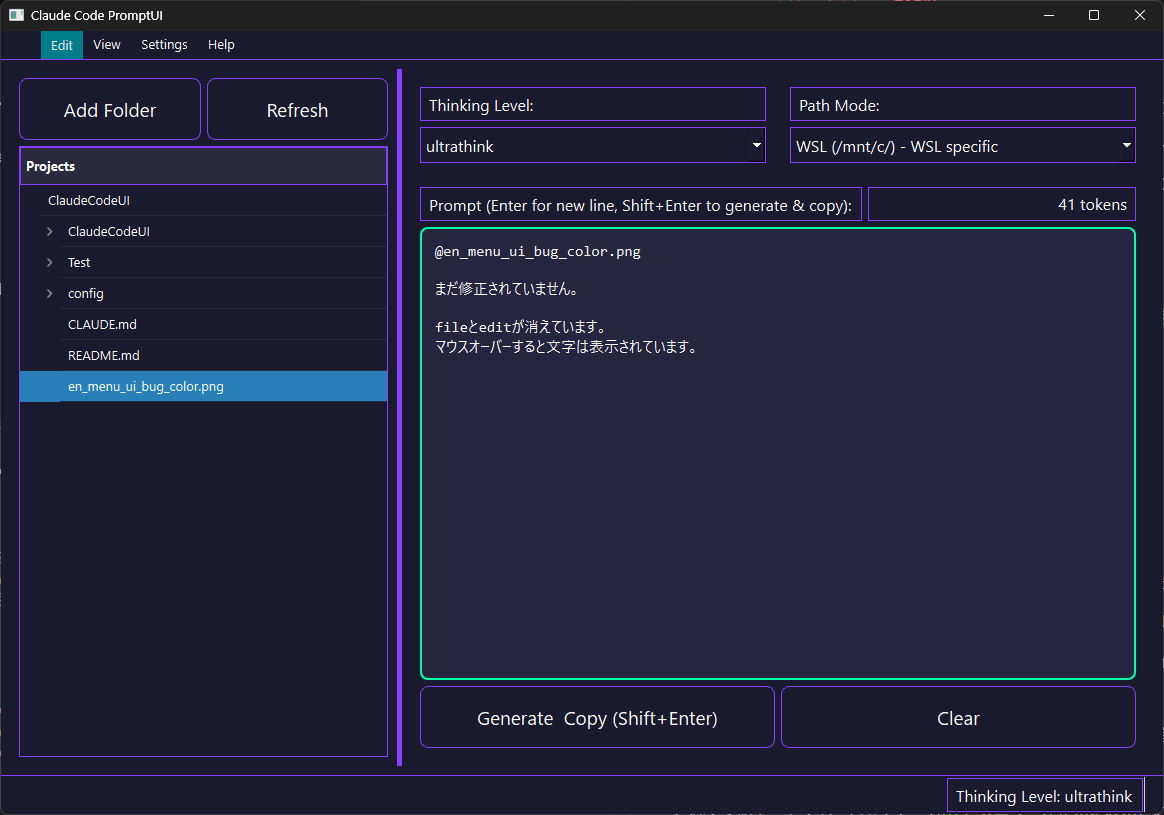 Claude Code PromptUI
Edit View Settings Help
Add Folder Refresh
Projects
ClaudeCodeUI
ClaudeCodeUI
Test
config
CLAUDE.md
README.md
en_menu_ui_bug_color.png
Thinking Level:
ultrathink
Path Mode:
WSL (/mnt/c/) - WSL specific
Prompt (Enter for new line, Shift+Enter to generate & copy):
41 tokens
@en_menu_ui_bug_color.png
まだ修正されていません。
fileとeditが消えています。
マウスオーバーすると文字は表示されています。
Generate  Copy (Shift+Enter)
Clear
Thinking Level: ultrathink